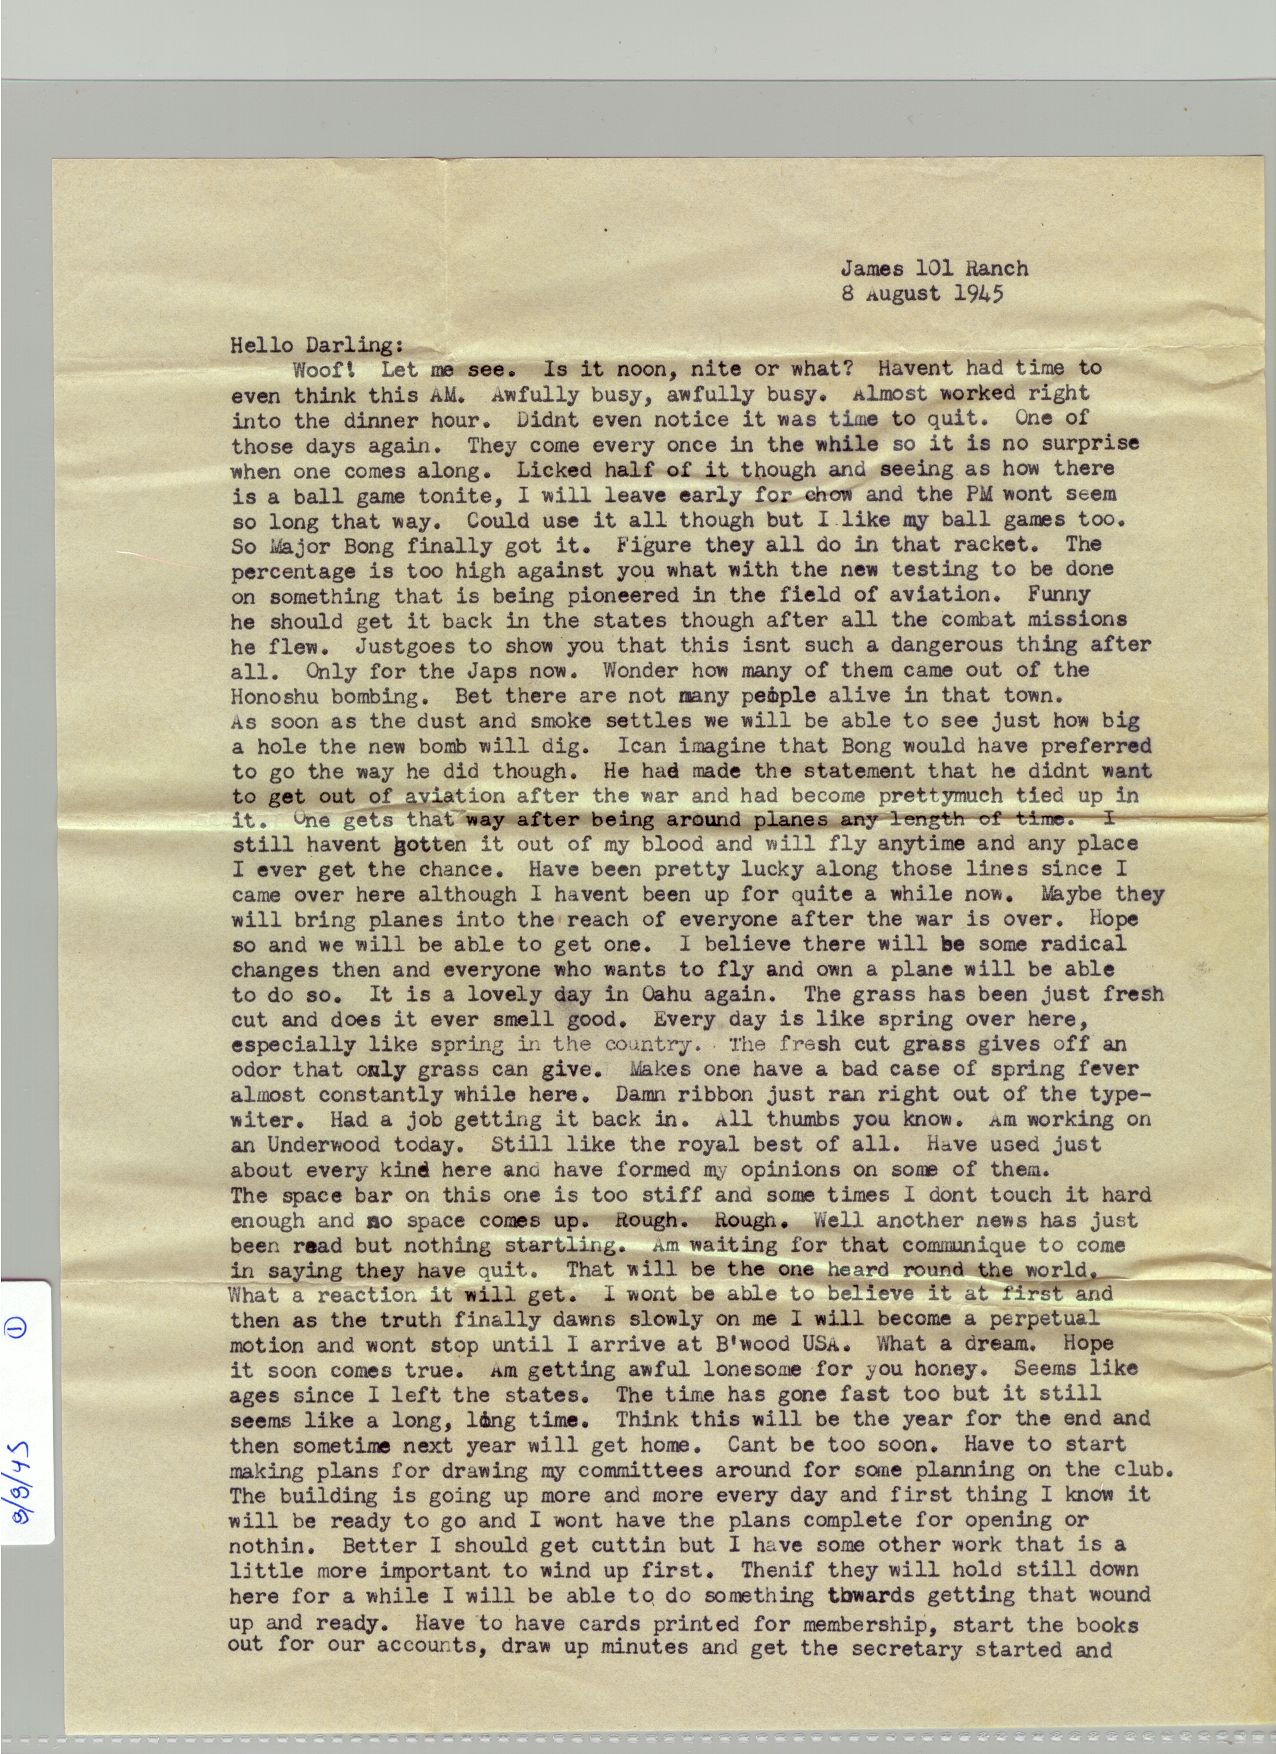 James 101 Ranch
8 August 1945
Hello Darling:
Woof! Let me see. Is it noon, nite or what? Havent had time to
even think this AM. Awfully busy, awfully busy. Almost worked right
into the dinner hour. Didnt even notice it was time to quit. One of
those days again. They come every once in the while so it is no surprise
when one comes along. Licked half of it though and seeing as how there
is a ball game tonite, I will leave early for chow and the PM wont seem
so long that way. Could use it all though but I like my ball games too.
So Major Bong finally got it. Figure they all do in that racket. The
percentage is too high against you what with the new testing to be done
on something that is being pioneered in the field of aviation. Funny
he should get it back in the states though after all the combat missions
he flew. Justgoes to show you that this isnt such a dangerous thing after
all. Only for the Japs now. Wonder how many of them came out of the
Honoshu bombing. Bet there are not many people alive in that town.
As soon as the dust and smoke settles we will be able to see just how big
a hole the new bomb will dig. Ican imagine that Bong would have preferred
to go the way he did though. He had made the statement that he didnt want
to get out of aviation after the war and had become prettymuch tied up in
it. One gets that way after being around planes any length of time. I
still havent gotten it out of my blood and will fly anytime and any place
I ever get the chance. Have been pretty lucky along those lines since I
came over here although I havent been up for quite a while now. Maybe they
will bring planes into the reach of everyone after the war is over. Hope
so and we will be able to get one. I believe there will be some radical
changes then and everyone who wants to fly and own a plane will be able
to do so. It is a lovely day in Oahu again. The grass has been just fresh
cut and does it ever smell good. Every day is like spring over here,
especially like spring in the country. The fresh cut grass gives off an
odor that only grass can give. Makes one have a bad case of spring fever
almost constantly while here. Damn ribbon just ran right out of the type-
witer. Had a job getting it back in. All thumbs you know. Am working on
an Underwood today. Still like the royal best of all. Have used just
about every kind here and have formed my opinions on some of them.
The space bar on this one is too stiff and some times I dont touch it hard
enough and no space comes up. Rough. Rough. Well another news has just
been read but nothing startling. Am waiting for that communique to come
in saying they have quit. That will be the one heard round the world.
What a reaction it will get. I wont be able to believe it at first and
then as the truth finally dawns slowly on me I will become a perpetual
motion and wont stop until I arrive at B'wood USA. What a dream. Hope
it soon comes true. Am getting awful lonesome for you honey. Seems like
ages since I left the states. The time has gone fast too but it still
seems like a long, long time. Think this will be the year for the end and
then sometime next year will get home. Cant be too soon. Have to start
making plans for drawing my committees around for some planning on the club.
The building is going up more and more every day and first thing I know it
will be ready to go and I wont have the plans complete for opening or
nothin. Better I should get cuttin but I have some other work that is a
little more important to wind up first. Thenif they will hold still down
here for a while I will be able to do something towards getting that wound
up and ready. Have to have cards printed for membership, start the books
out for our accounts, draw up minutes and get the secretary started and
8/8/45 ①